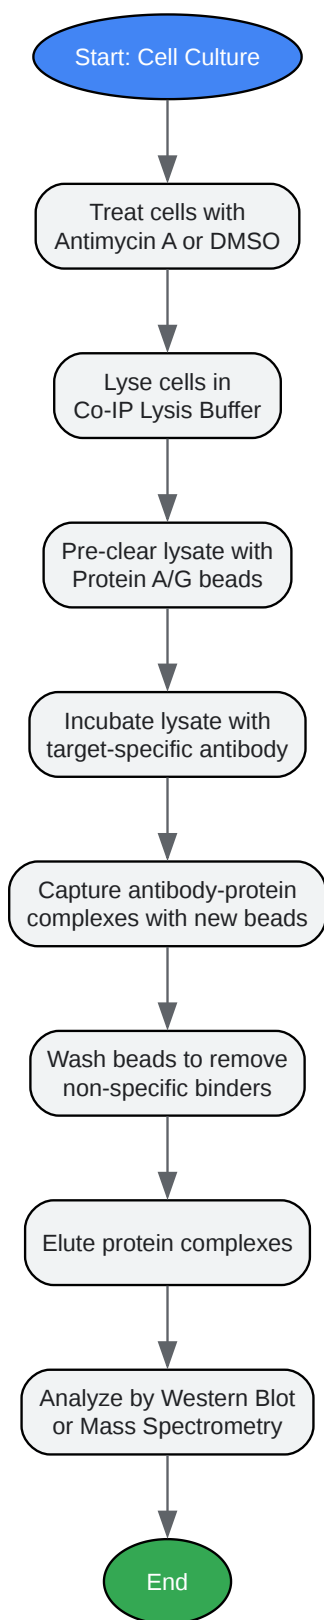 Start: Cell Culture
Treat cells with
Antimycin A or DMSO
Lyse cells in
Co-IP Lysis Buffer
Pre-clear lysate with
Protein A/G beads
Incubate lysate with
target-specific antibody
Capture antibody-protein
complexes with new beads
Wash beads to remove
non-specific binders
Elute protein complexes
Analyze by Western Blot
or Mass Spectrometry
End